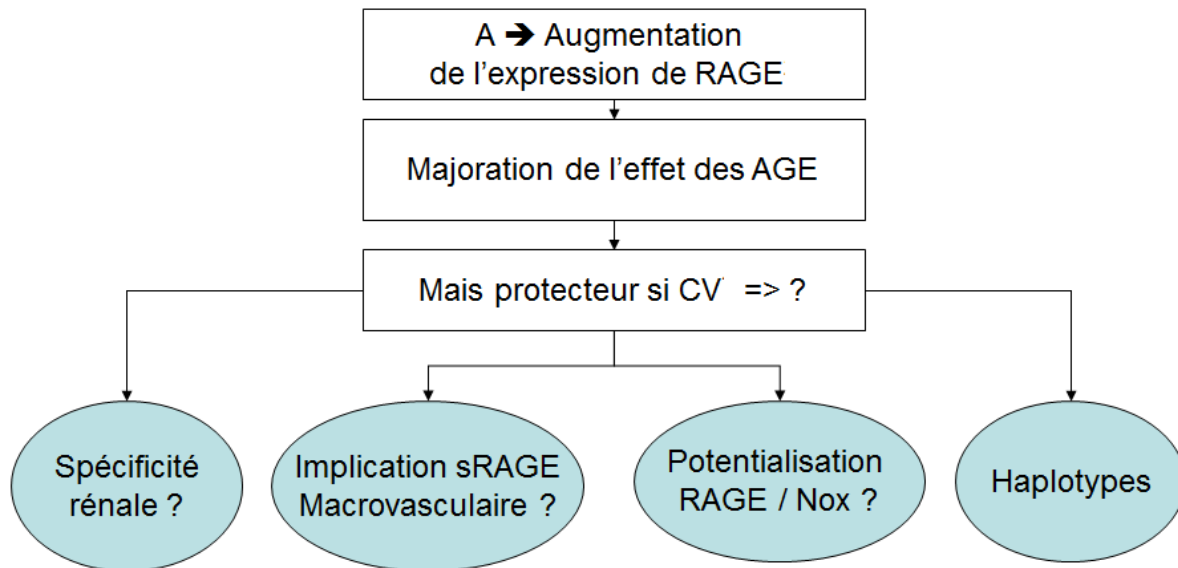 A ➔ Augmentation
de l'expression de RAGE
Majoration de l'effet des AGE
Mais protecteur si CV => ?
Spécificité
rénale ?
Implication sRAGE
Macrovasculaire ?
Potentialisation
RAGE / Nox ?
Haplotypes